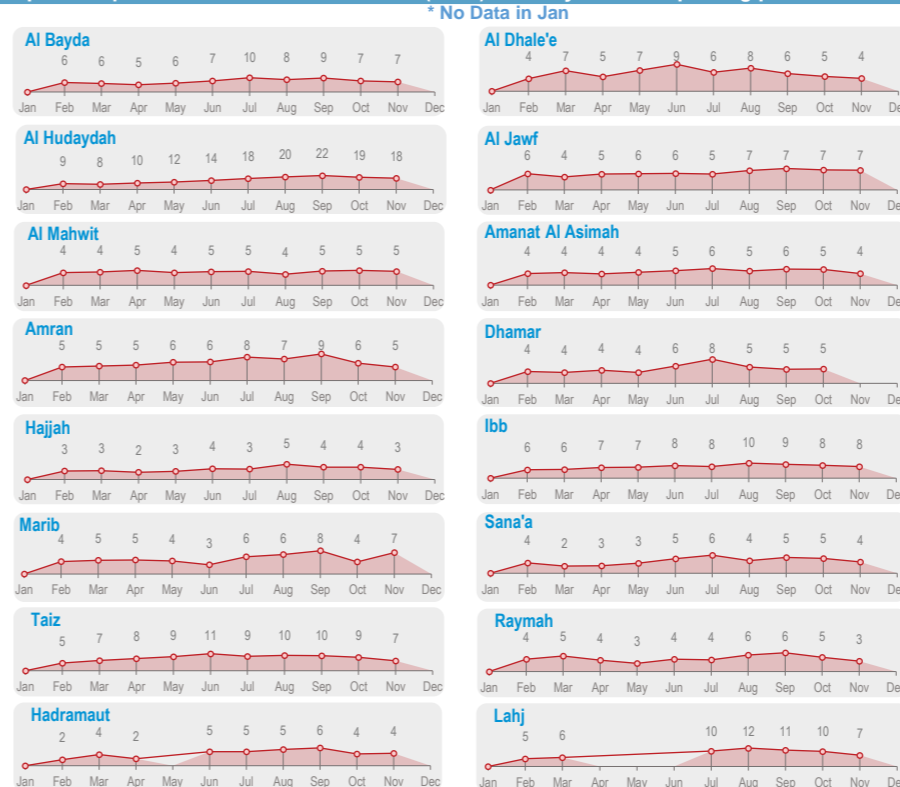 * No Data in Jan
Al Bayda
6 6 5 6 7 10 8 9 7 7
Jan Feb Mar Apr May Jun Jul Aug Sep Oct Nov Dec
Al Dhale'e
4 7 5 7 9 6 8 6 5 4
Jan Feb Mar Apr May Jun Jul Aug Sep Oct Nov De
Al Hudaydah
9 8 10 12 14 18 20 22 19 18
Jan Feb Mar Apr May Jun Jul Aug Sep Oct Nov Dec
Al Jawf
6 4 5 6 6 5 7 7 7 7
Jan Feb Mar Apr May Jun Jul Aug Sep Oct Nov De
Al Mahwit
4 4 5 4 5 5 4 5 5 5
Jan Feb Mar Apr May Jun Jul Aug Sep Oct Nov Dec
Amanat Al Asimah
4 4 4 4 5 6 5 6 5 4
Jan Feb Mar Apr May Jun Jul Aug Sep Oct Nov De
Amran
5 5 5 6 6 8 7 9 6 5
Jan Feb Mar Apr May Jun Jul Aug Sep Oct Nov Dec
Dhamar
4 4 4 4 6 8 5 5 5
Jan Feb Mar Apr May Jun Jul Aug Sep Oct Nov De
Hajjah
3 3 2 3 4 3 5 4 4 3
Jan Feb Mar Apr May Jun Jul Aug Sep Oct Nov Dec
Ibb
6 6 7 7 8 8 10 9 8 8
Jan Feb Mar Apr May Jun Jul Aug Sep Oct Nov De
Marib
4 5 5 4 3 6 6 8 4 7
Jan Feb Mar Apr May Jun Jul Aug Sep Oct Nov Dec
Sana'a
4 2 3 3 5 6 4 5 5 4
Jan Feb Mar Apr May Jun Jul Aug Sep Oct Nov De
Taiz
5 7 8 9 11 9 10 10 9 7
Jan Feb Mar Apr May Jun Jul Aug Sep Oct Nov Dec
Raymah
4 5 4 3 4 4 6 6 5 3
Jan Feb Mar Apr May Jun Jul Aug Sep Oct Nov De
Hadramaut
2 4 2 5 5 5 6 4 4
Jan Feb Mar Apr May Jun Jul Aug Sep Oct Nov Dec
Lahj
5 6 10 12 11 10 7
Jan Feb Mar Apr May Jun Jul Aug Sep Oct Nov De